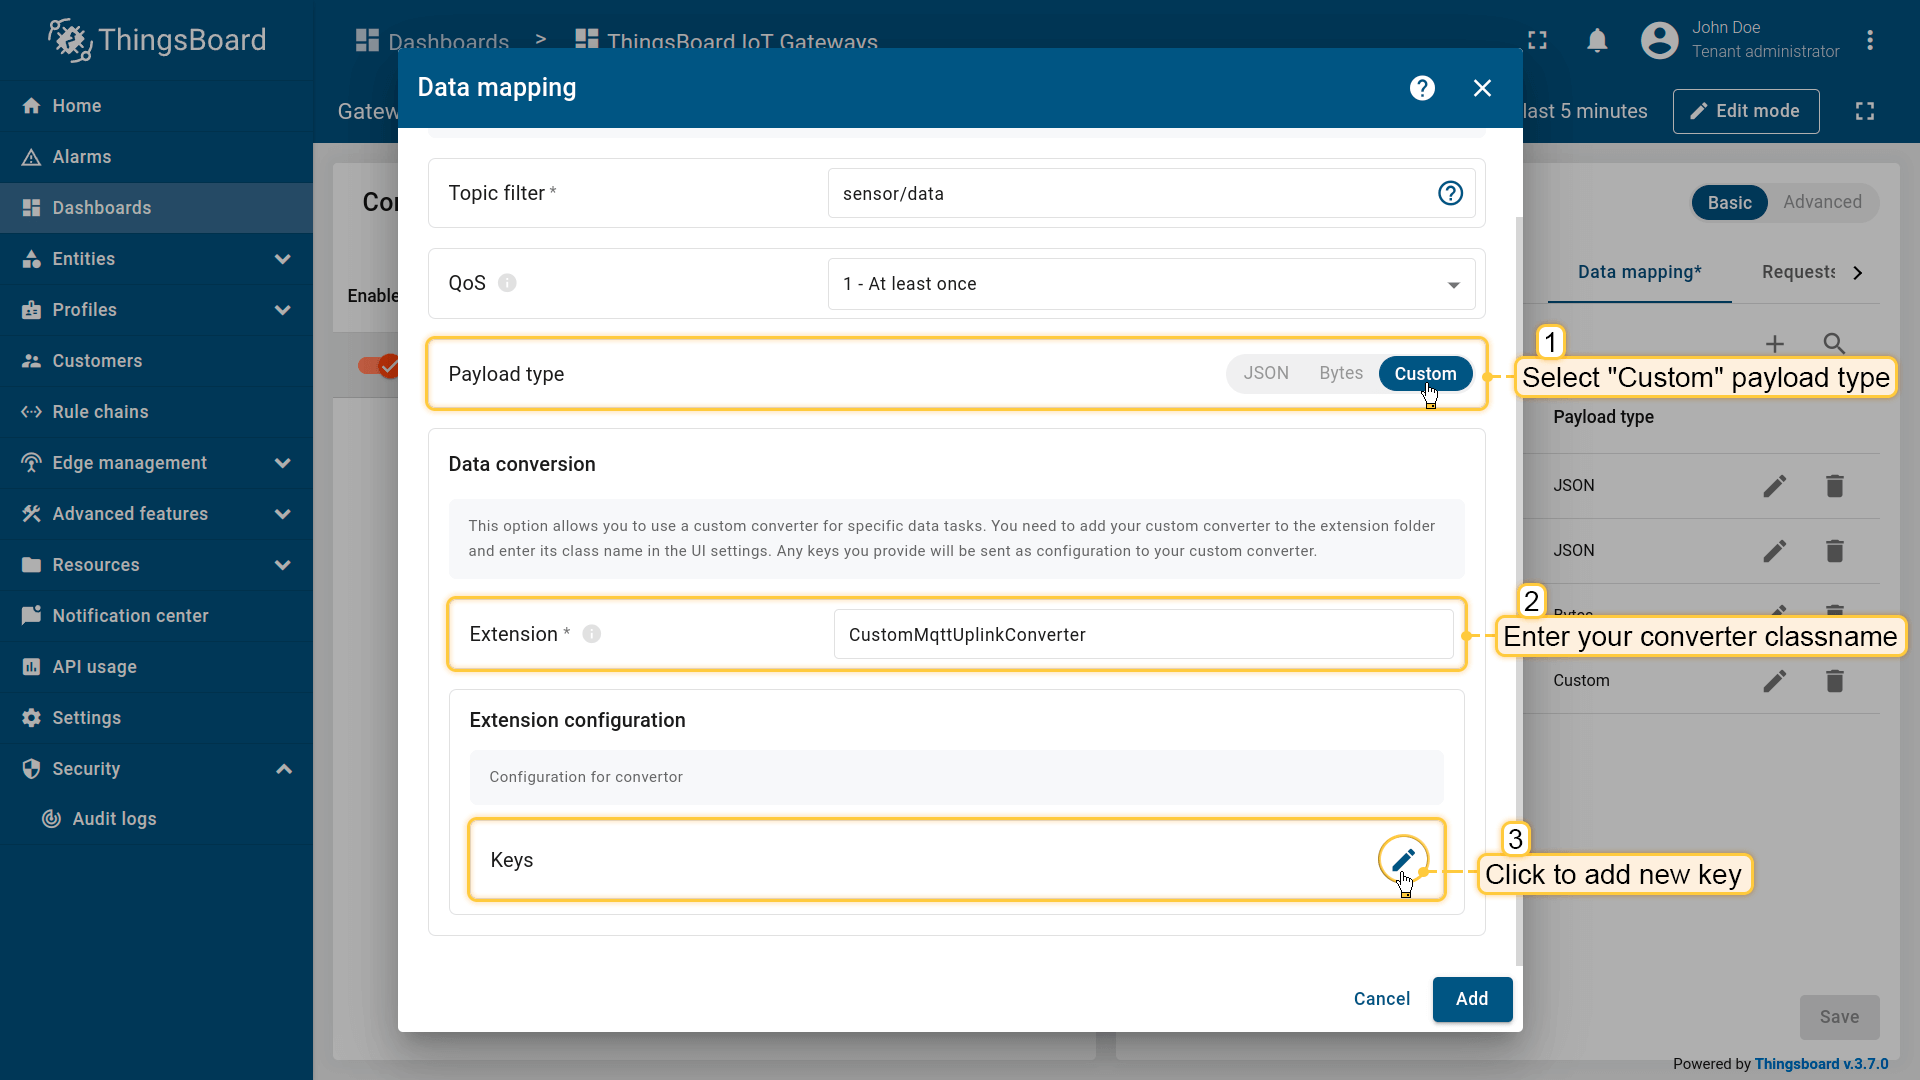 ThingsBoard
Dashboards > ThingsBoard IoT Gateways
John Doe
Tenant administrator
Home
Alarms
Dashboards
Entities
Profiles
Customers
Rule chains
Edge management
Advanced features
Resources
Notification center
API usage
Settings
Security
Audit logs
last 5 minutes
Edit mode
Data mapping
Topic filter *
sensor/data
QoS
1 - At least once
Payload type
JSON Bytes Custom
Data conversion
This option allows you to use a custom converter for specific data tasks. You need to add your custom converter to the extension folder
and enter its class name in the UI settings. Any keys you provide will be sent as configuration to your custom converter.
Extension *
CustomMqttUplinkConverter
Extension configuration
Configuration for convertor
Keys
Cancel
Add
Basic Advanced
Data mapping*
Requests
1
Select "Custom" payload type
Payload type
JSON
JSON
Bytes
2
Enter your converter classname
Custom
3
Click to add new key
Save
Powered by Thingsboard v.3.7.0